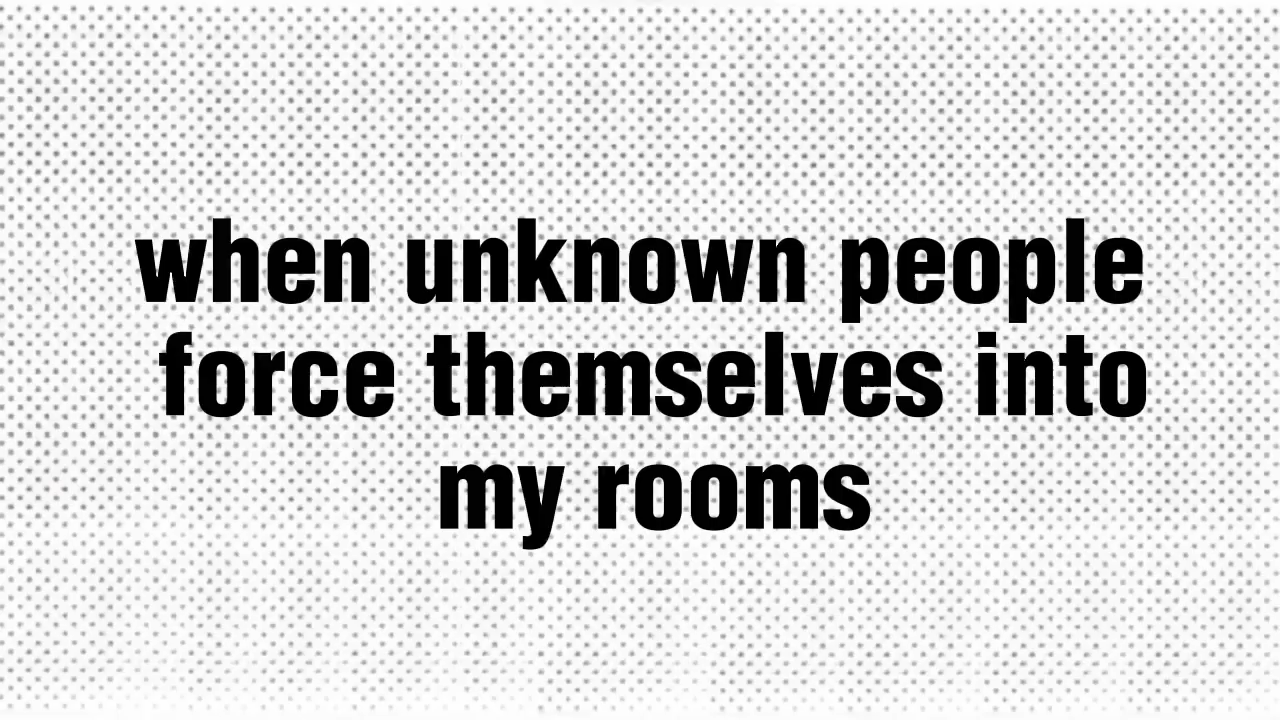 when unknown people
force themselves into
my rooms